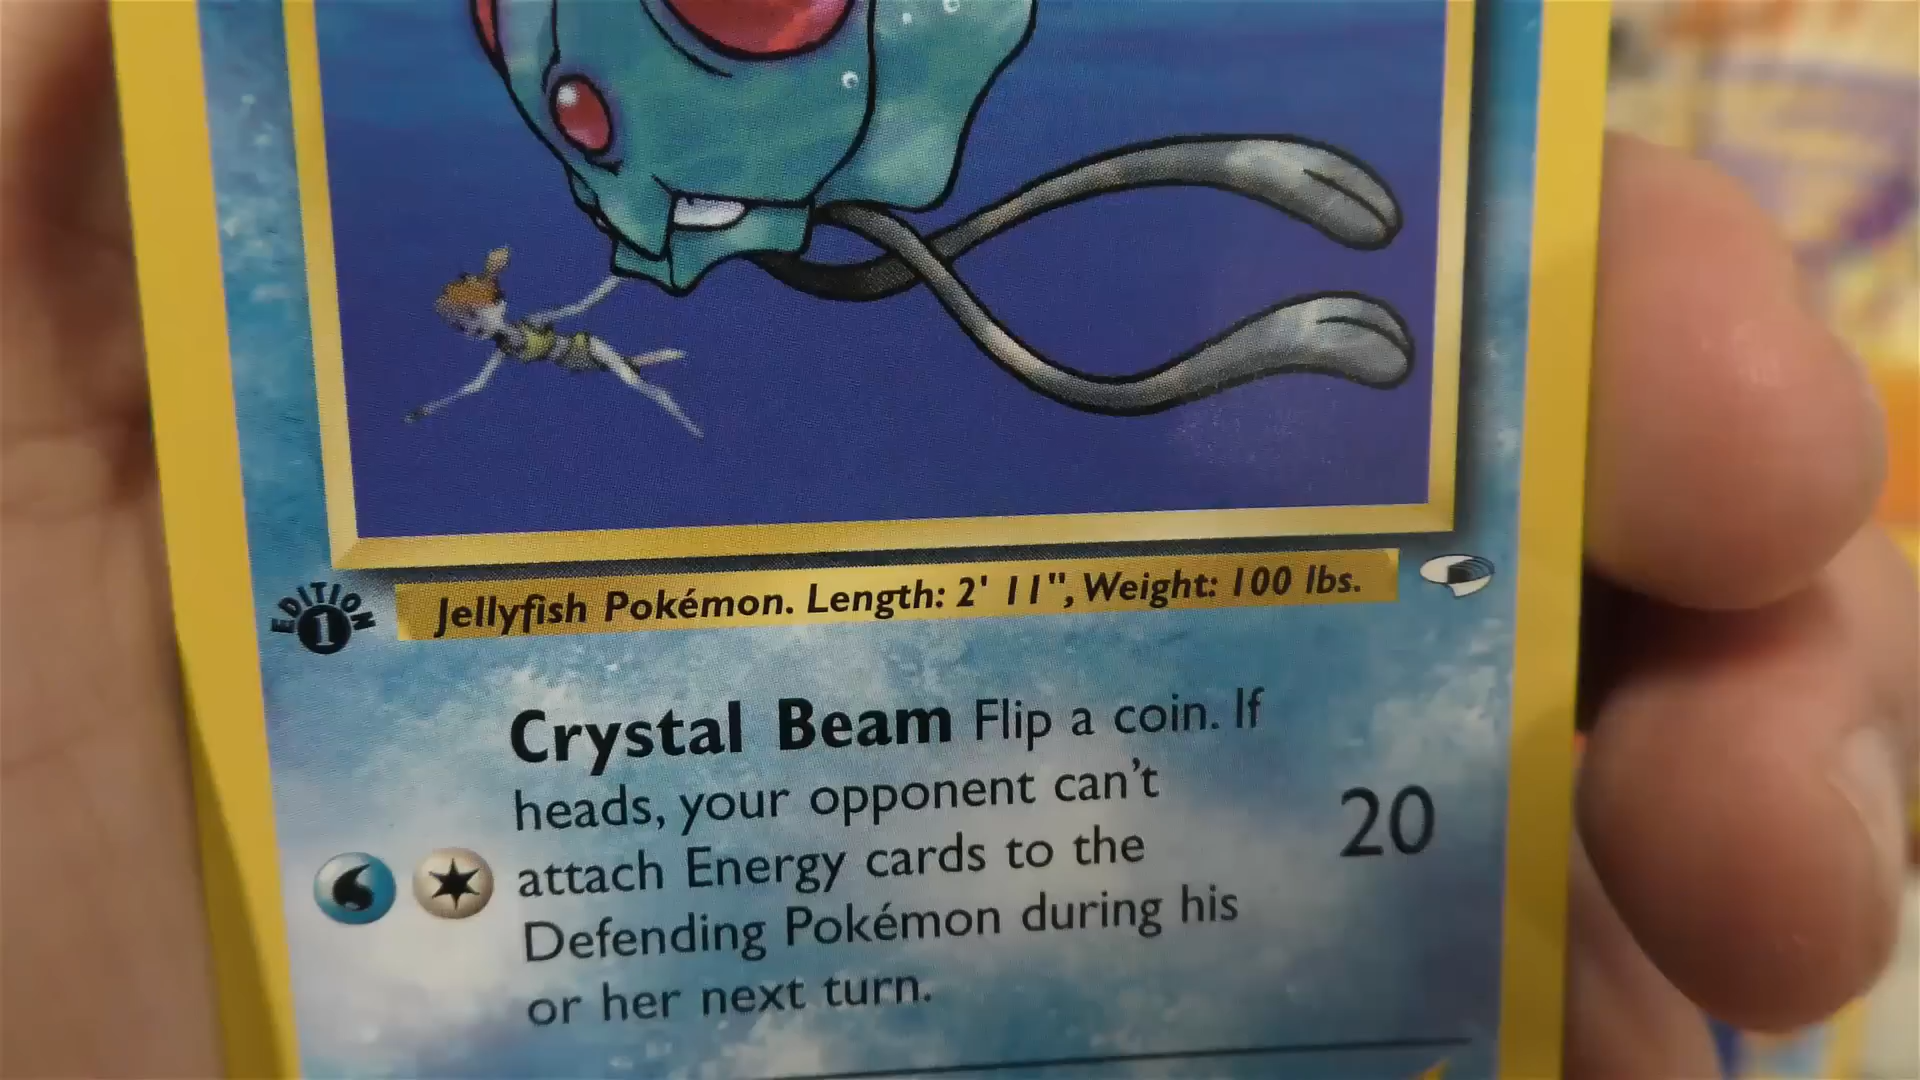 EDITION
1
Jellyfish Pokémon. Length: 2' 11", Weight: 100 lbs.
Crystal Beam Flip a coin. If
heads, your opponent can't
attach Energy cards to the
Defending Pokémon during his
or her next turn.
20